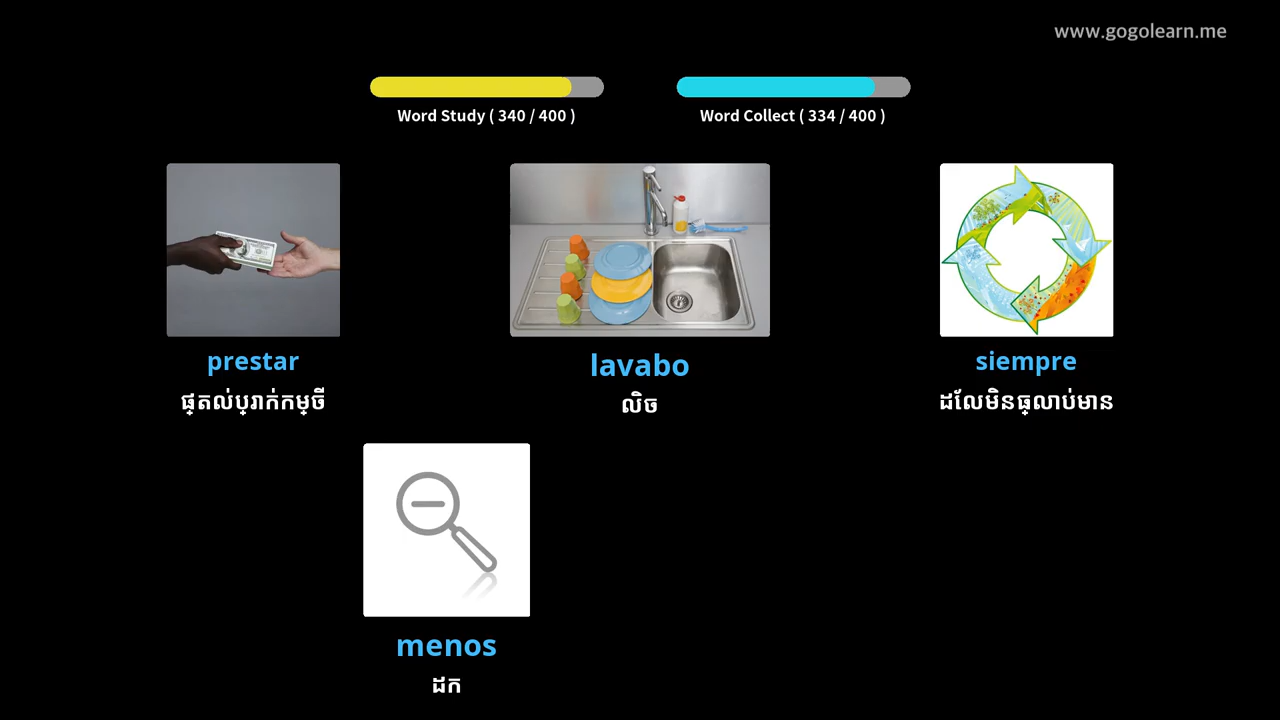 www.gogolearn.me
Word Study ( 340 / 400 )
Word Collect ( 334 / 400 )
prestar
ផ្តល់ប្រាក់កម្ចី
lavabo
លិច
siempre
ដែលមិនធ្លាប់មាន
menos
ដក